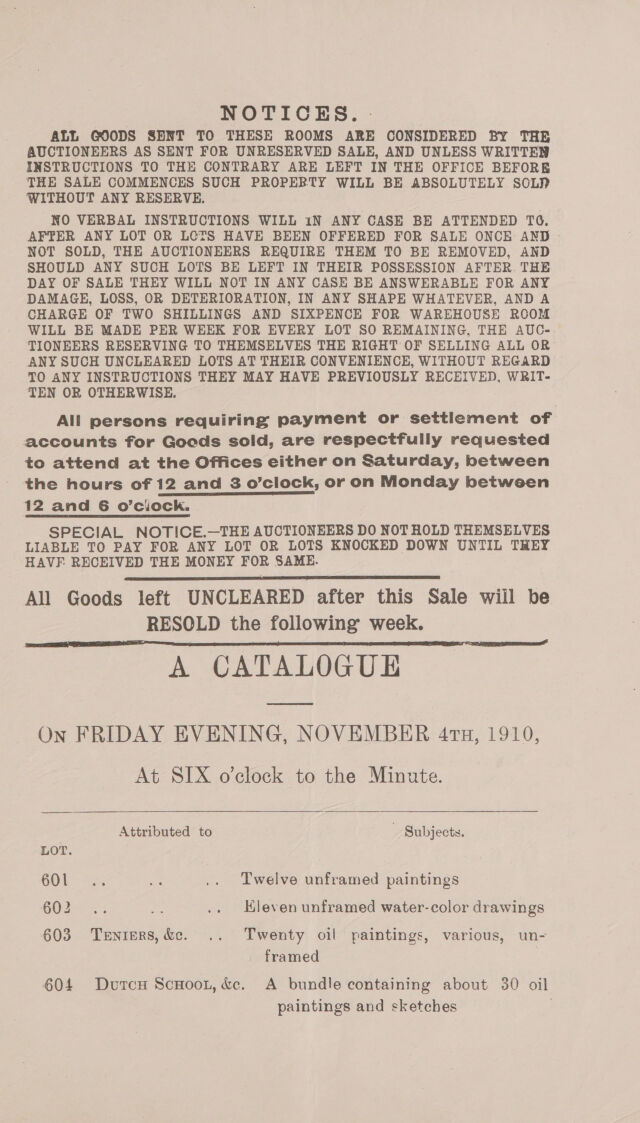 NOTICES.
ALL GOODS SENT TO THESE ROOMS ARE CONSIDERED BY THE
AUCTIONEERS AS SENT FOR UNRESERVED SALE, AND UNLESS WRITTEN
INSTRUCTIONS TO THE CONTRARY ARE LEFT IN THE OFFICE BEFORE
THE SALE COMMENCES SUCH PROPERTY WILL BE ABSOLUTELY SOLD
WITHOUT ANY RESERVE.
NO VERBAL INSTRUCTIONS WILL IN ANY CASE BE ATTENDED TO.
AFTER ANY LOT OR LOTS HAVE BEEN OFFERED FOR SALE ONCE AND
NOT SOLD, THE AUCTIONEERS REQUIRE THEM TO BE REMOVED, AND
SHOULD ANY SUCH LOTS BE LEFT IN THEIR POSSESSION AFTER THE
DAY OF SALE THEY WILL NOT IN ANY CASE BE ANSWERABLE FOR ANY
DAMAGE, LOSS, OR DETERIORATION, IN ANY SHAPE WHATEVER, AND A
CHARGE OF TWO SHILLINGS AND SIXPENCE FOR WAREHOUSE ROOM
WILL BE MADE PER WEEK FOR EVERY LOT SO REMAINING, THE AUC-
TIONEERS RESERVING TO THEMSELVES THE RIGHT OF SELLING ALL OR
ANY SUCH UNCLEARED LOTS AT THEIR CONVENIENCE, WITHOUT REGARD
TO ANY INSTRUCTIONS THEY MAY HAVE PREVIOUSLY RECEIVED, WRIT-
TEN OR OTHERWISE.
All persons requiring payment or settlement of
accounts for Goods sold, are respectfully requested
to attend at the Offices either on Saturday, between
the hours of 12 and 3 o'clock, or on Monday between
12 and 6 o'clock.
SPECIAL NOTICE.—THE AUCTIONEERS DO NOT HOLD THEMSELVES
LIABLE TO PAY FOR ANY LOT OR LOTS KNOCKED DOWN UNTIL THEY
HAVE RECEIVED THE MONEY FOR SAME.
All Goods left UNCLEARED after this Sale will be
RESOLD the following week.
A CATALOGUE
ON FRIDAY EVENING, NOVEMBER 4TH, 1910,
At SIX o'clock to the Minute.
Attributed to Subjects.
LOT.
601 .. .. .. Twelve unframed paintings
602 .. .. .. Eleven unframed water-color drawings
603 TENIERS, &c. .. Twenty oil paintings, various, un-
framed
604 DUTCH SCHOOL, &c. A bundle containing about 30 oil
paintings and sketches